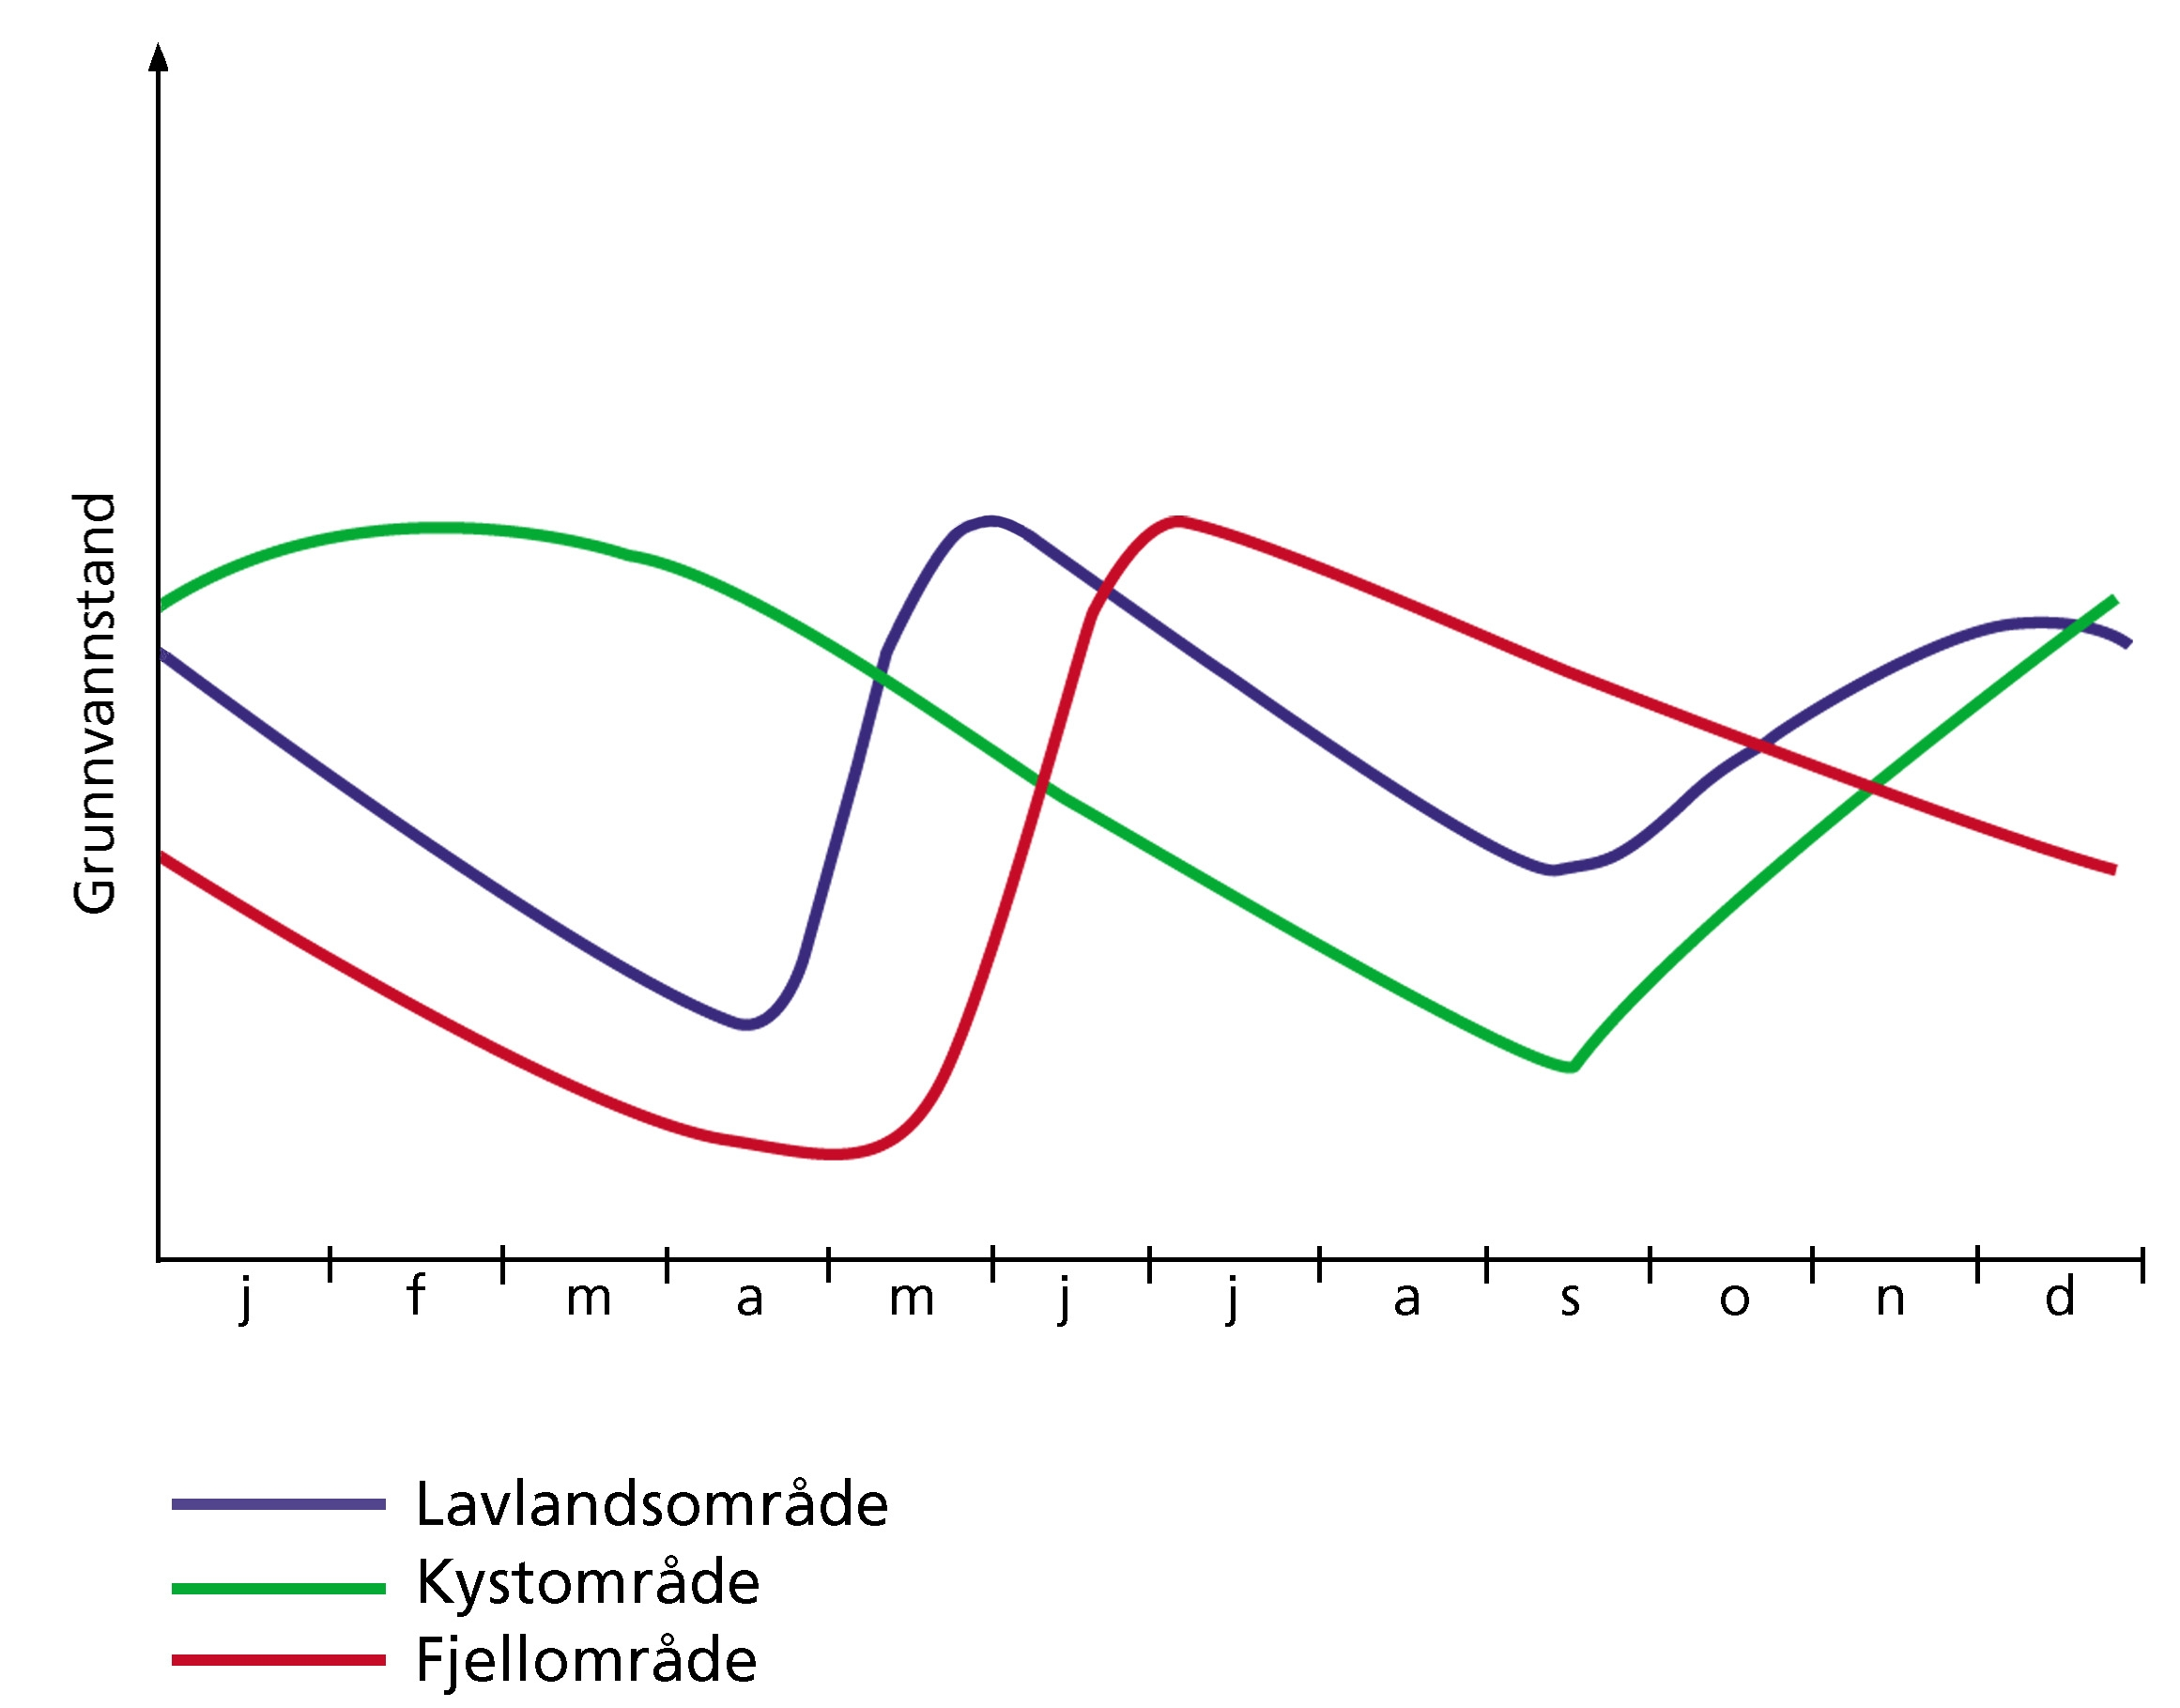 Grunnvannstand
j f m a m j j a s o n d
Lavlandsområde
Kystområde
Fjellområde